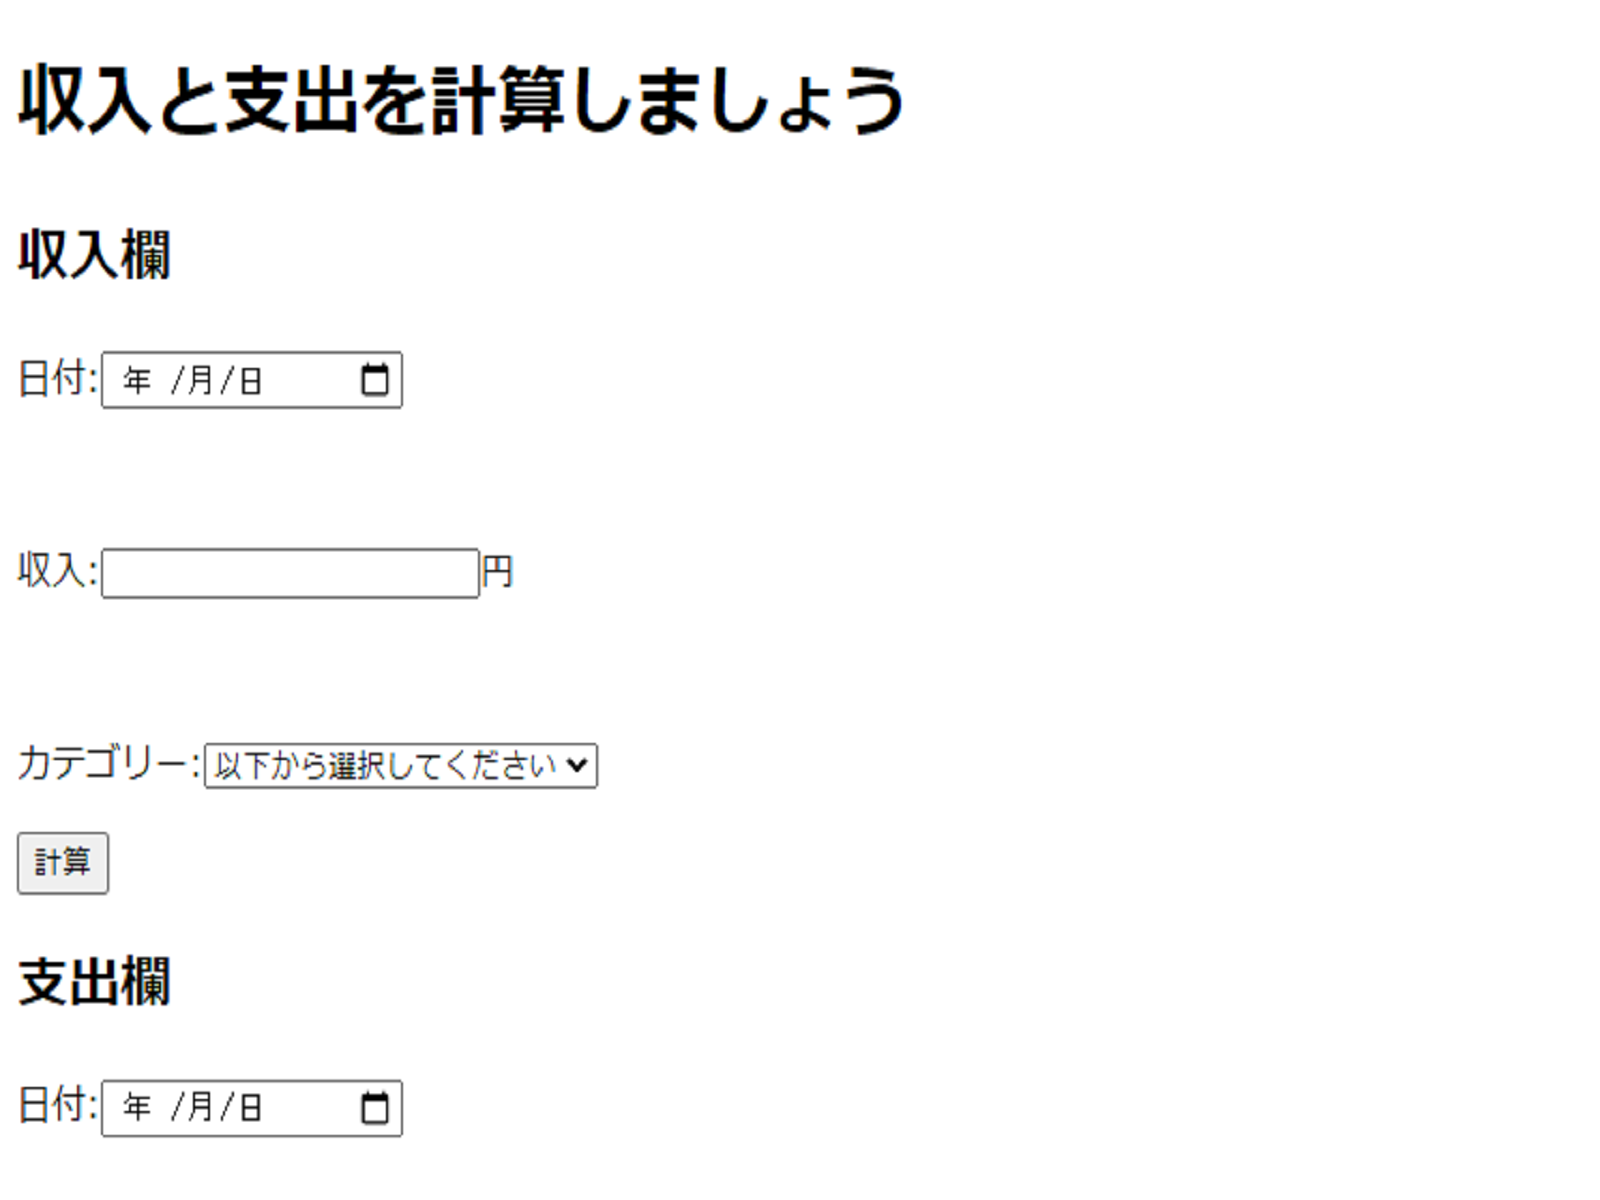 収入と支出を計算しましょう
収入欄
日付: 年 /月/日
収入: 円
カテゴリー: 以下から選択してください
計算
支出欄
日付: 年 /月/日